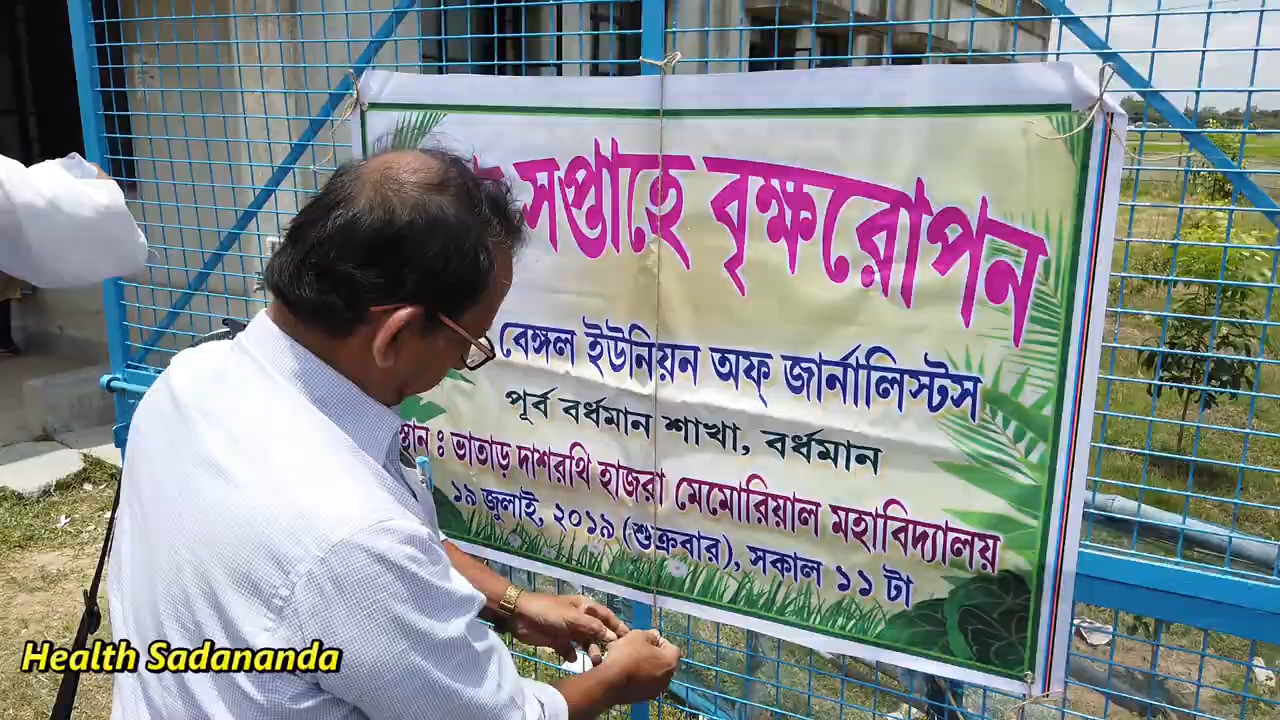 সপ্তাহে বৃক্ষরোপন
বেঙ্গল ইউনিয়ন অফ্ জার্নালিস্টস
পূর্ব বর্ধমান শাখা, বর্ধমান
স্থান ঃ ভাতাড় দাশরথি হাজরা মেমোরিয়াল মহাবিদ্যালয়
১৯ জুলাই, ২০১৯ (শুক্রবার), সকাল ১১ টা
Health Sadananda